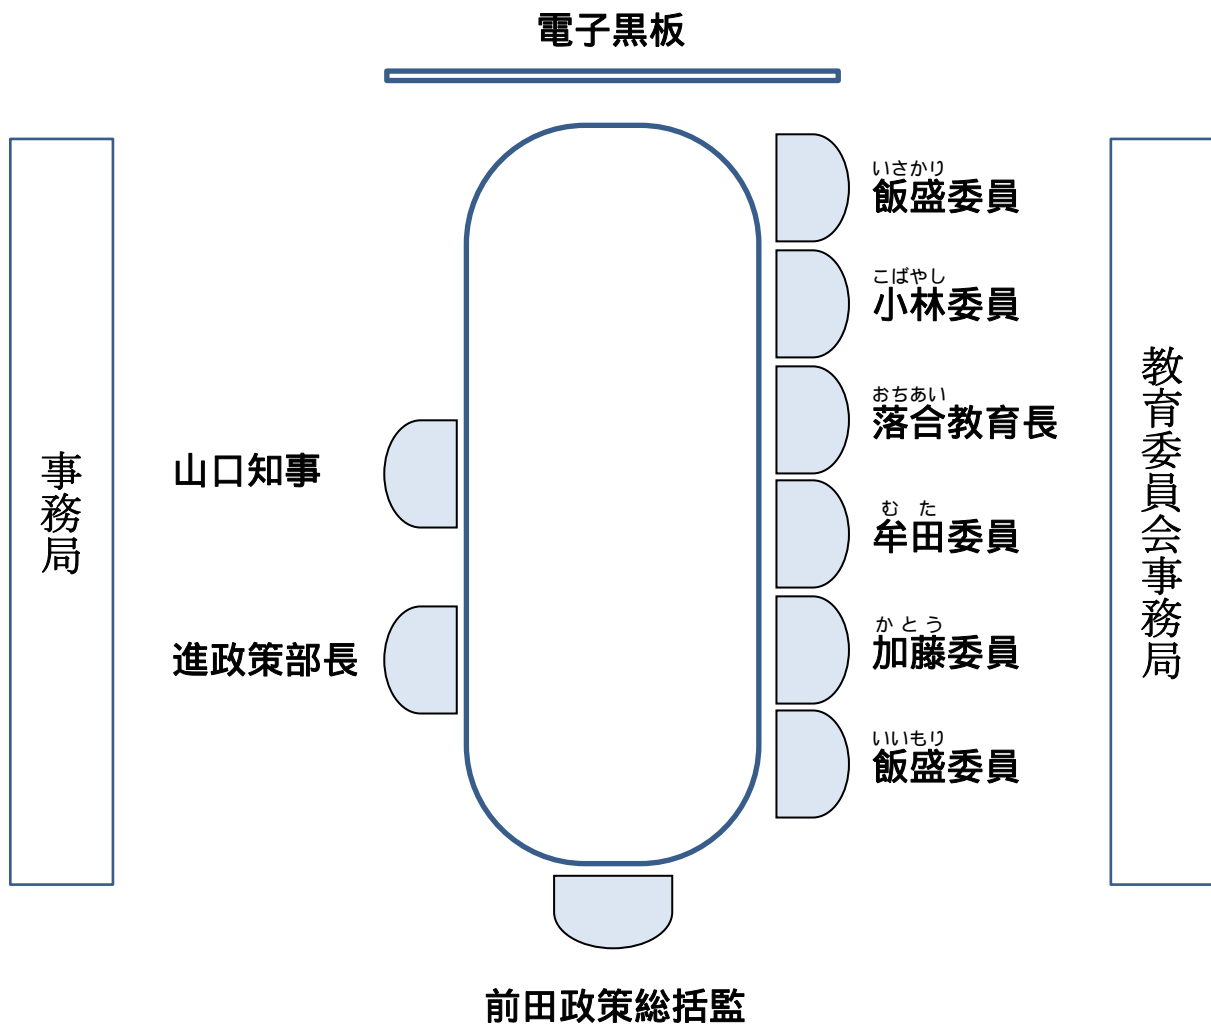 電子黒板
いさかり
飯盛委員
こばやし
小林委員
おちあい
落合教育長
むた
牟田委員
かとう
加藤委員
いいもり
飯盛委員
山口知事
進政策部長
事務局
教育委員会事務局
前田政策総括監